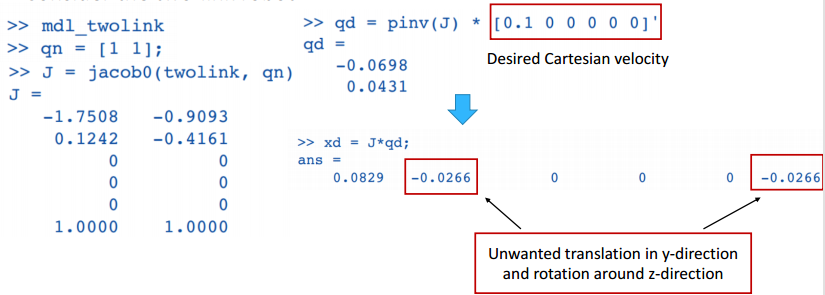 >> mdl_twolink
>> qn = [1 1];
>> J = jacob0(twolink, qn)
J =
-1.7508 -0.9093
0.1242 -0.4161
0 0
0 0
0 0
1.0000 1.0000
>> qd = pinv(J) * [0.1 0 0 0 0 0]'
qd =
-0.0698
0.0431
Desired Cartesian velocity
>> xd = J*qd;
ans =
0.0829 -0.0266 0 0 0 -0.0266
Unwanted translation in y-direction
and rotation around z-direction